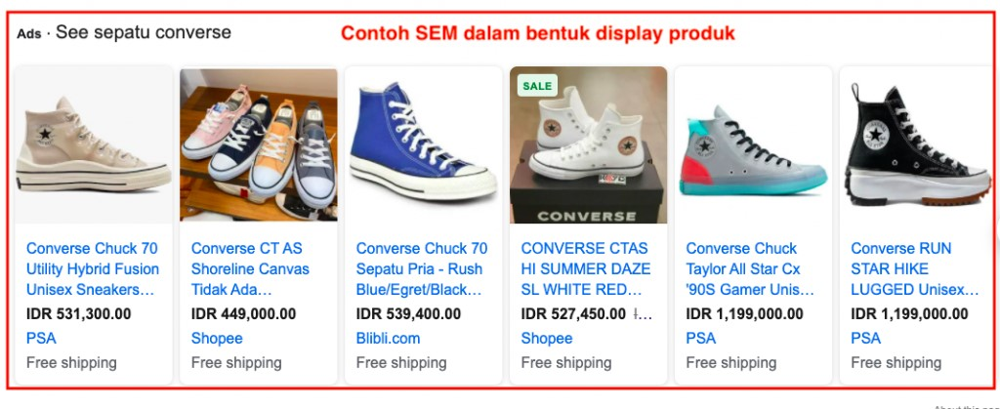 Ads · See sepatu converse
Contoh SEM dalam bentuk display produk
SALE
CONVERSE
Converse Chuck 70
Utility Hybrid Fusion
Unisex Sneakers...
IDR 531,300.00
PSA
Free shipping
Converse CT AS
Shoreline Canvas
Tidak Ada...
IDR 449,000.00
Shopee
Free shipping
Converse Chuck 70
Sepatu Pria - Rush
Blue/Egret/Black...
IDR 539,400.00
Blibli.com
Free shipping
CONVERSE CTAS
HI SUMMER DAZE
SL WHITE RED...
IDR 527,450.00
Shopee
Free shipping
Converse Chuck
Taylor All Star Cx
'90S Gamer Unis...
IDR 1,199,000.00
PSA
Free shipping
Converse RUN
STAR HIKE
LUGGED Unisex...
IDR 1,199,000.00
PSA
Free shipping